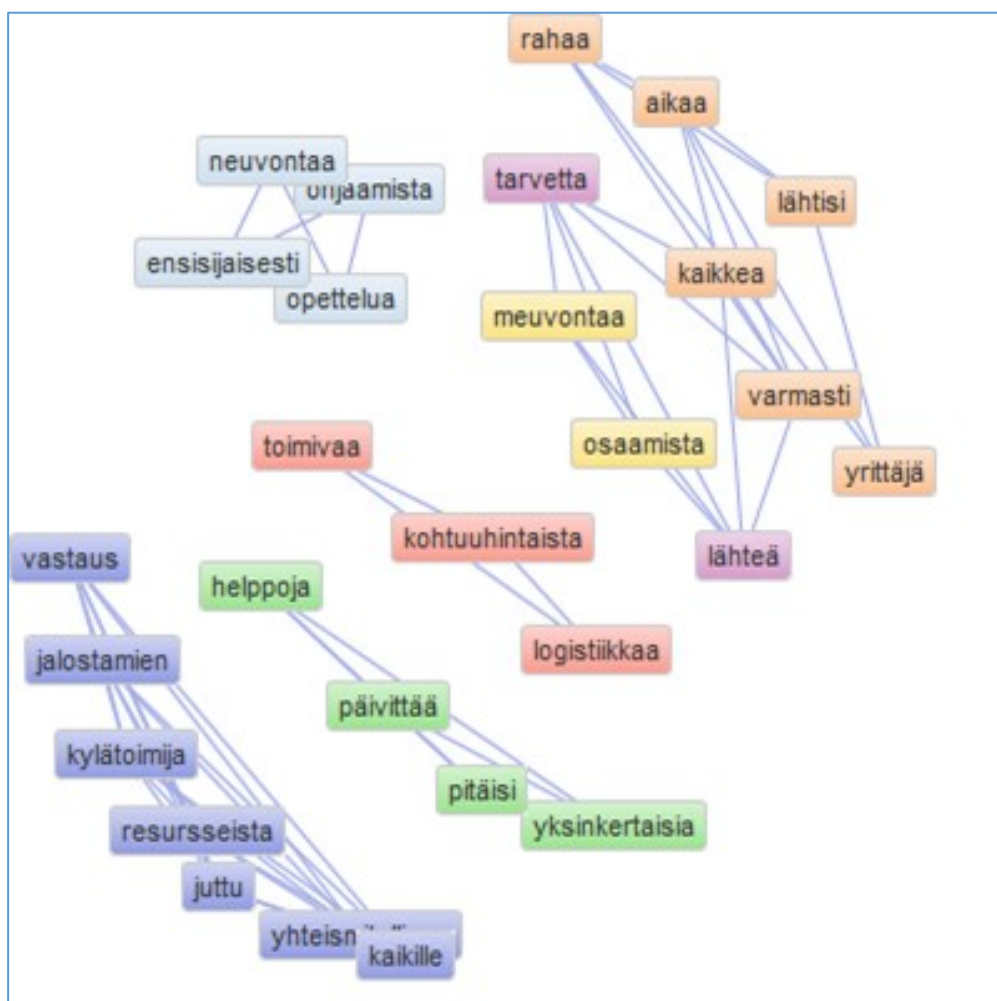 rahaa
aikaa
neuvontaa
tarvetta
ohjaamista
lähtisi
ensisijaisesti
kaikkea
opettelua
meuvontaa
varmasti
toimivaa
osaamista
yrittäjä
kohtuuhintaista
vastaus
lähteä
helppoja
logistiikkaa
jalostamien
päivittää
kylätoimija
pitäisi
resursseista
yksinkertaisia
juttu
kaikille